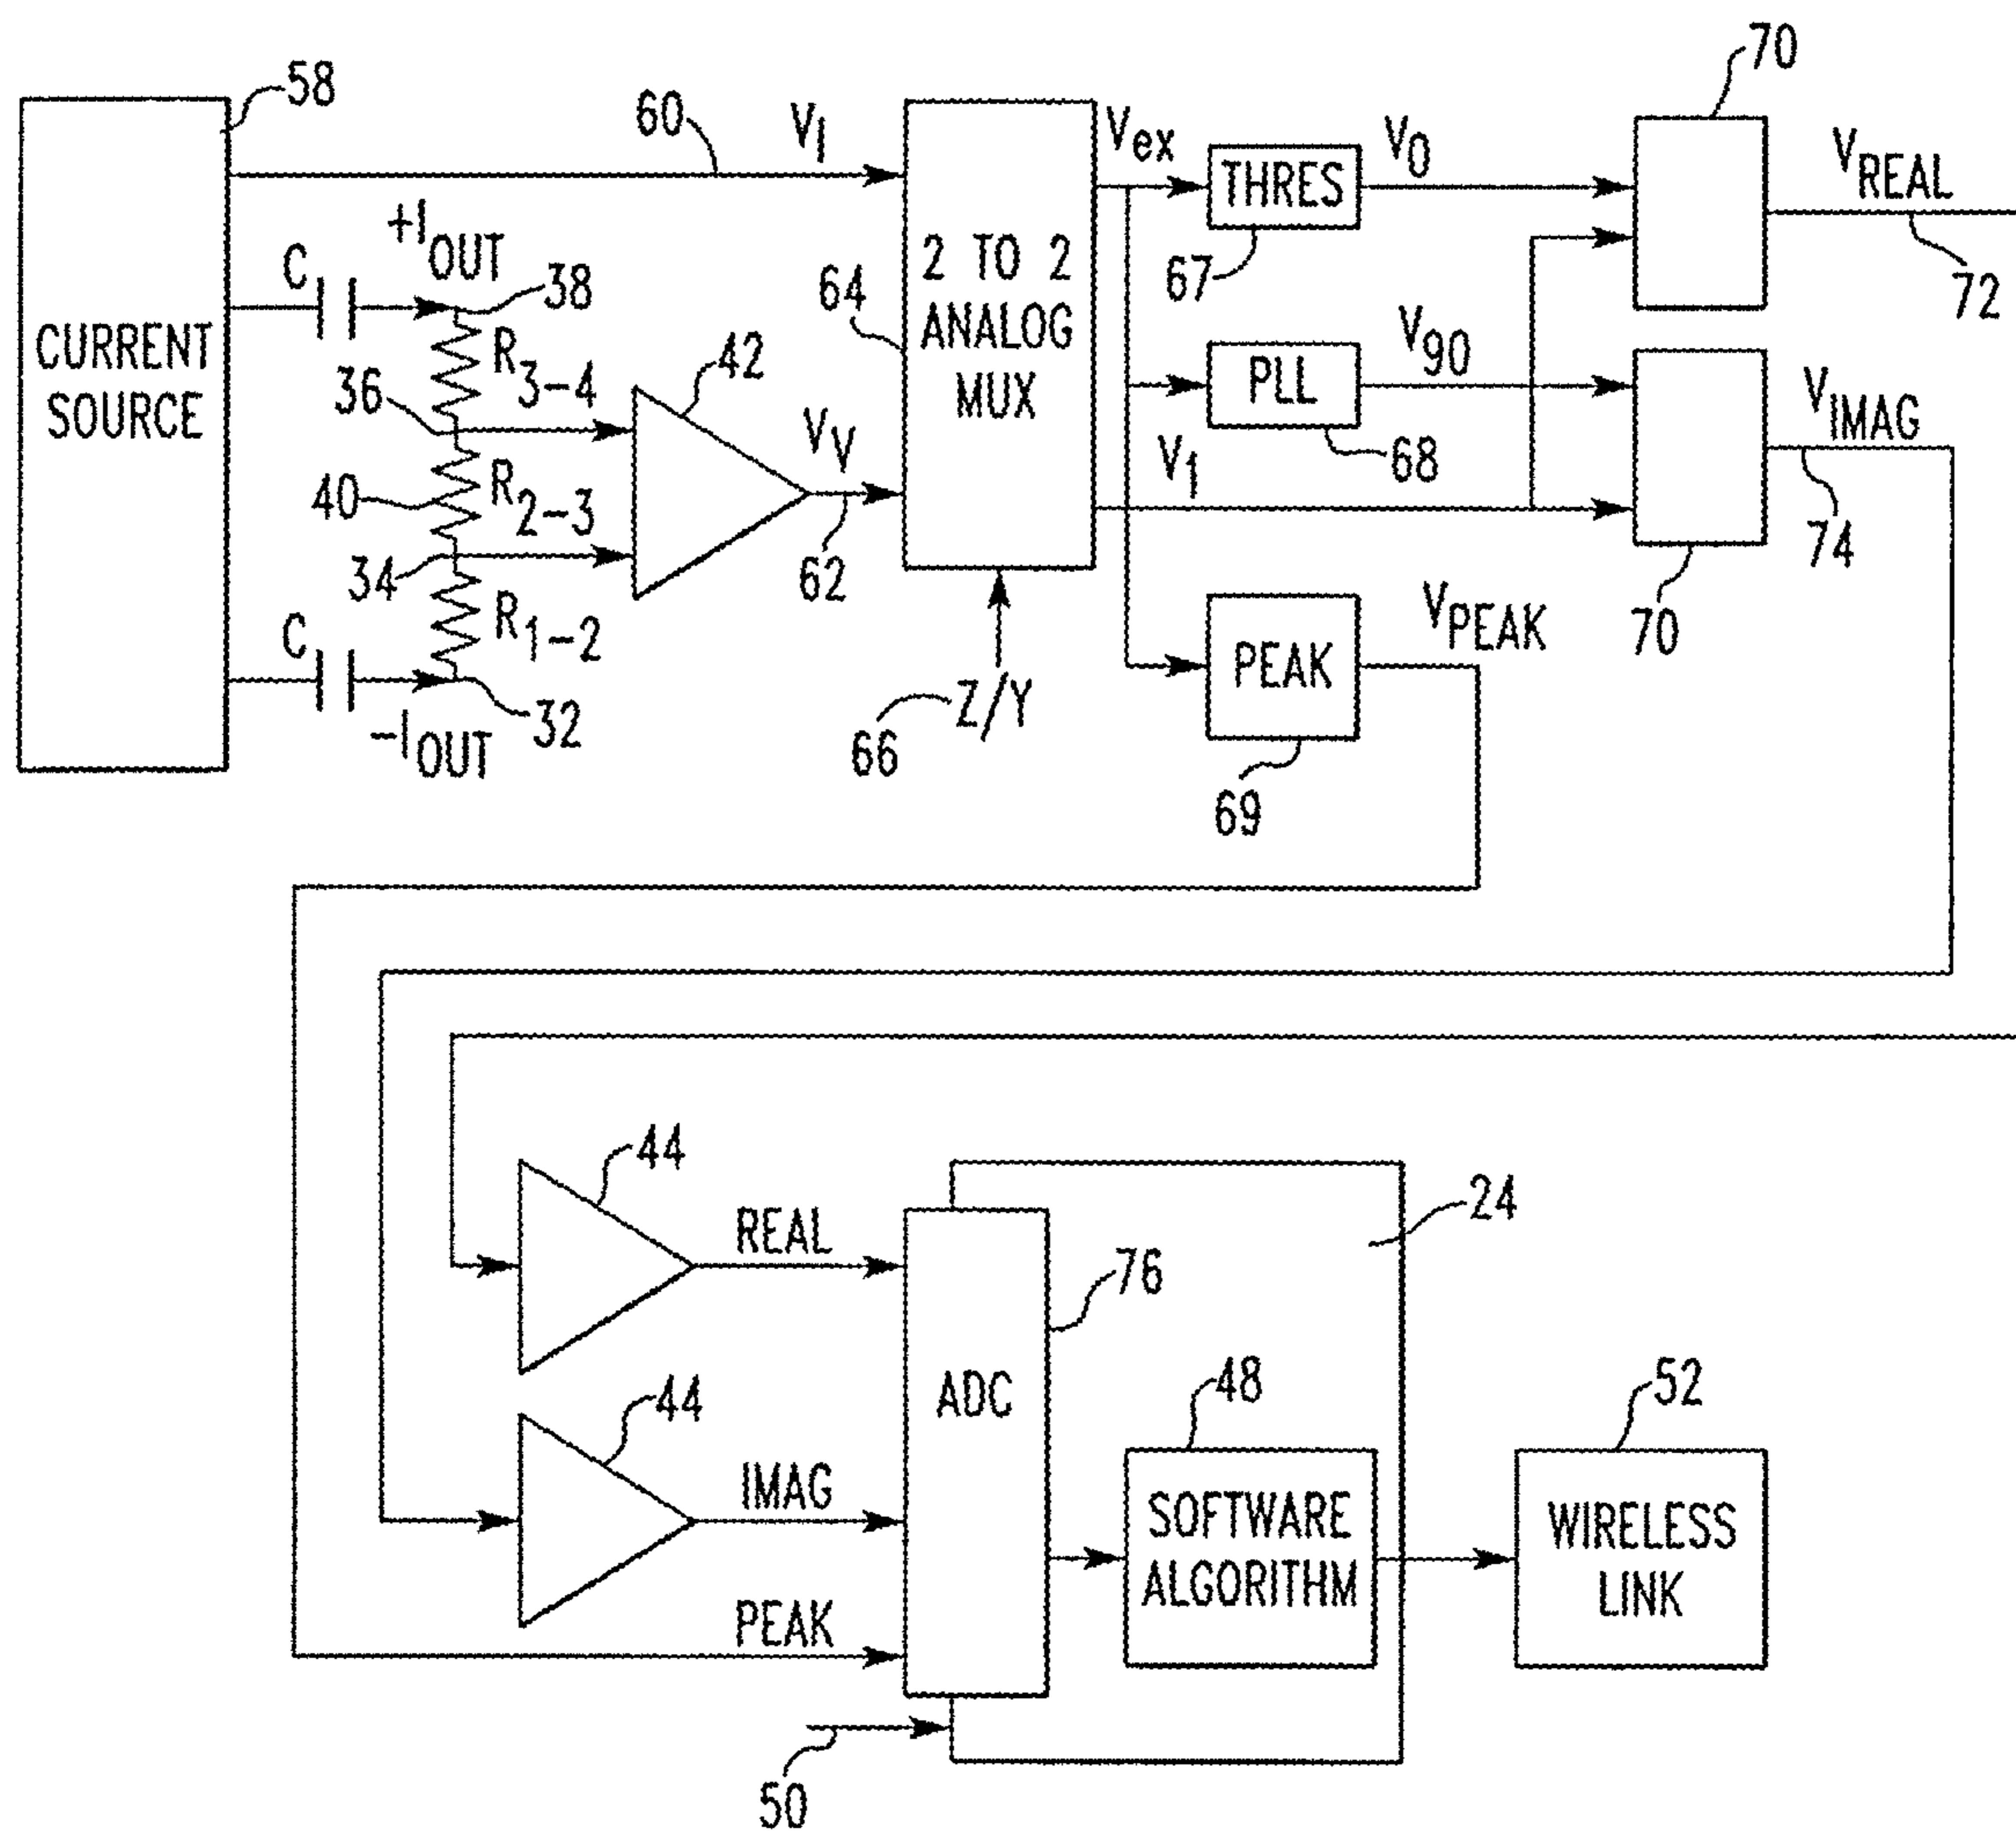 58
60
V_I
V_ex
THRES
67
V_0
70
V_REAL
72
CURRENT
SOURCE
C
+I_OUT
38
R_3-4
36
42
40
R_2-3
V_V
62
34
R_1-2
C
-I_OUT
32
64
2 TO 2
ANALOG
MUX
66
Z/Y
PLL
68
V_90
V_1
V_IMAG
74
70
PEAK
69
V_PEAK
44
REAL
44
IMAG
PEAK
ADC
76
24
48
SOFTWARE
ALGORITHM
52
WIRELESS
LINK
50